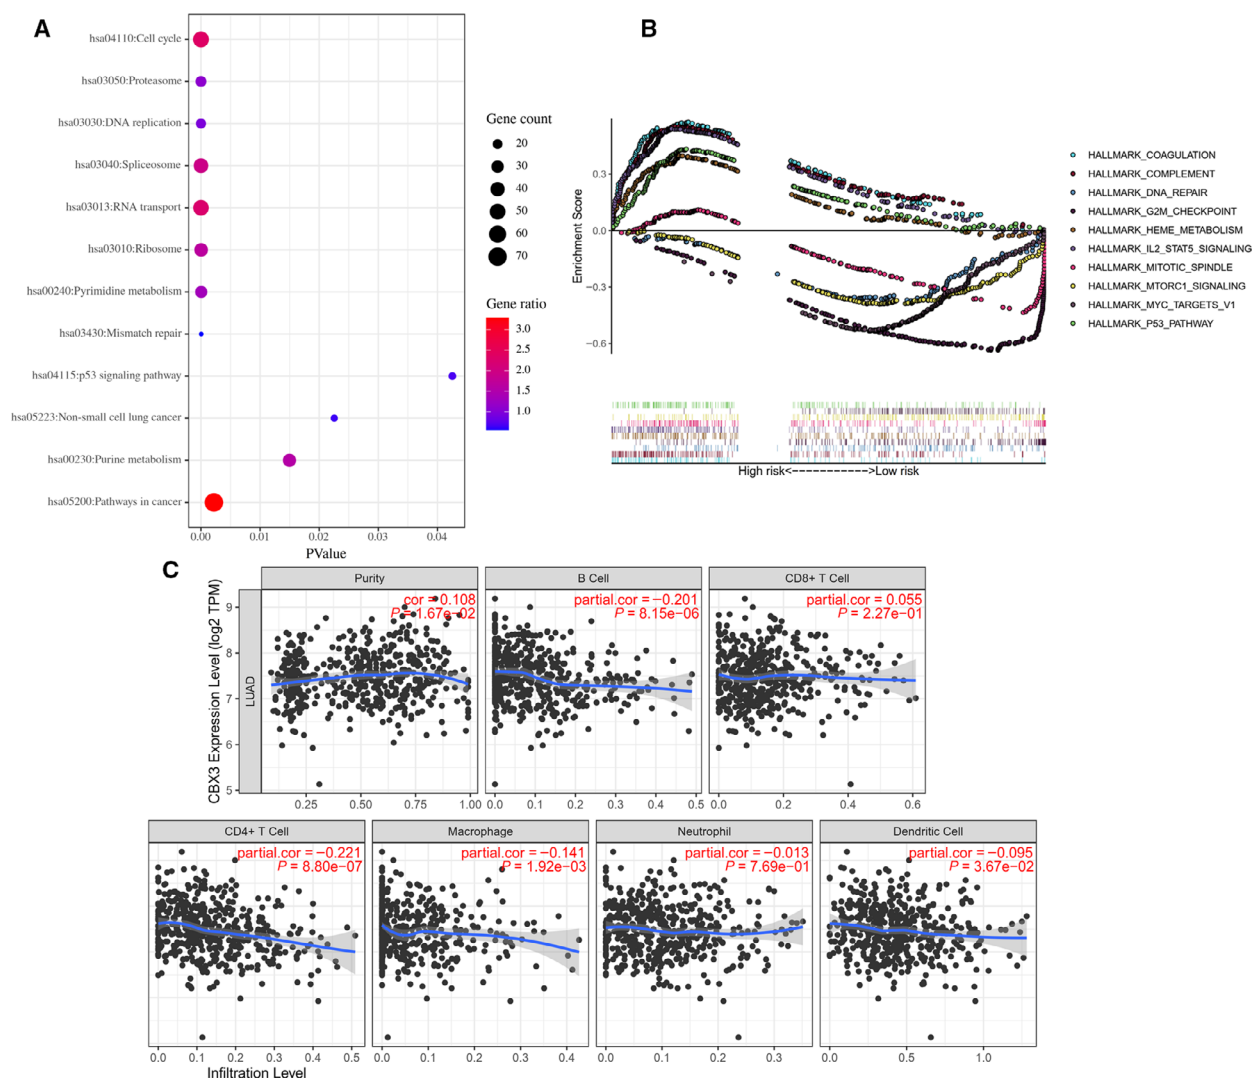 A
hsa04110:Cell cycle
hsa03050:Proteasome
hsa03030:DNA replication
hsa03040:Spliceosome
hsa03013:RNA transport
hsa03010:Ribosome
hsa00240:Pyrimidine metabolism
hsa03430:Mismatch repair
hsa04115:p53 signaling pathway
hsa05223:Non-small cell lung cancer
hsa00230:Purine metabolism
hsa05200:Pathways in cancer
0.00 0.01 0.02 0.03 0.04
PValue
Gene count
20
30
40
50
60
70
Gene ratio
3.0
2.5
2.0
1.5
1.0
B
Enrichment Score
0.3
0.0
−0.3
−0.6
HALLMARK_COAGULATION
HALLMARK_COMPLEMENT
HALLMARK_DNA_REPAIR
HALLMARK_G2M_CHECKPOINT
HALLMARK_HEME_METABOLISM
HALLMARK_IL2_STAT5_SIGNALING
HALLMARK_MITOTIC_SPINDLE
HALLMARK_MTORC1_SIGNALING
HALLMARK_MYC_TARGETS_V1
HALLMARK_P53_PATHWAY
High risk<------------>Low risk
C
CBX3 Expression Level (log2 TPM)
LUAD
9
8
7
6
5
Purity
cor = 0.108
P = 1.67e−02
0.25 0.50 0.75 1.00
B Cell
partial.cor = −0.201
P = 8.15e−06
0.0 0.1 0.2 0.3 0.4 0.5
CD8+ T Cell
partial.cor = 0.055
P = 2.27e−01
0.0 0.2 0.4 0.6
CD4+ T Cell
partial.cor = −0.221
P = 8.80e−07
0.0 0.1 0.2 0.3 0.4 0.5
Macrophage
partial.cor = −0.141
P = 1.92e−03
0.0 0.1 0.2 0.3 0.4
Neutrophil
partial.cor = −0.013
P = 7.69e−01
0.0 0.1 0.2 0.3
Dendritic Cell
partial.cor = −0.095
P = 3.67e−02
0.0 0.5 1.0
Infiltration Level